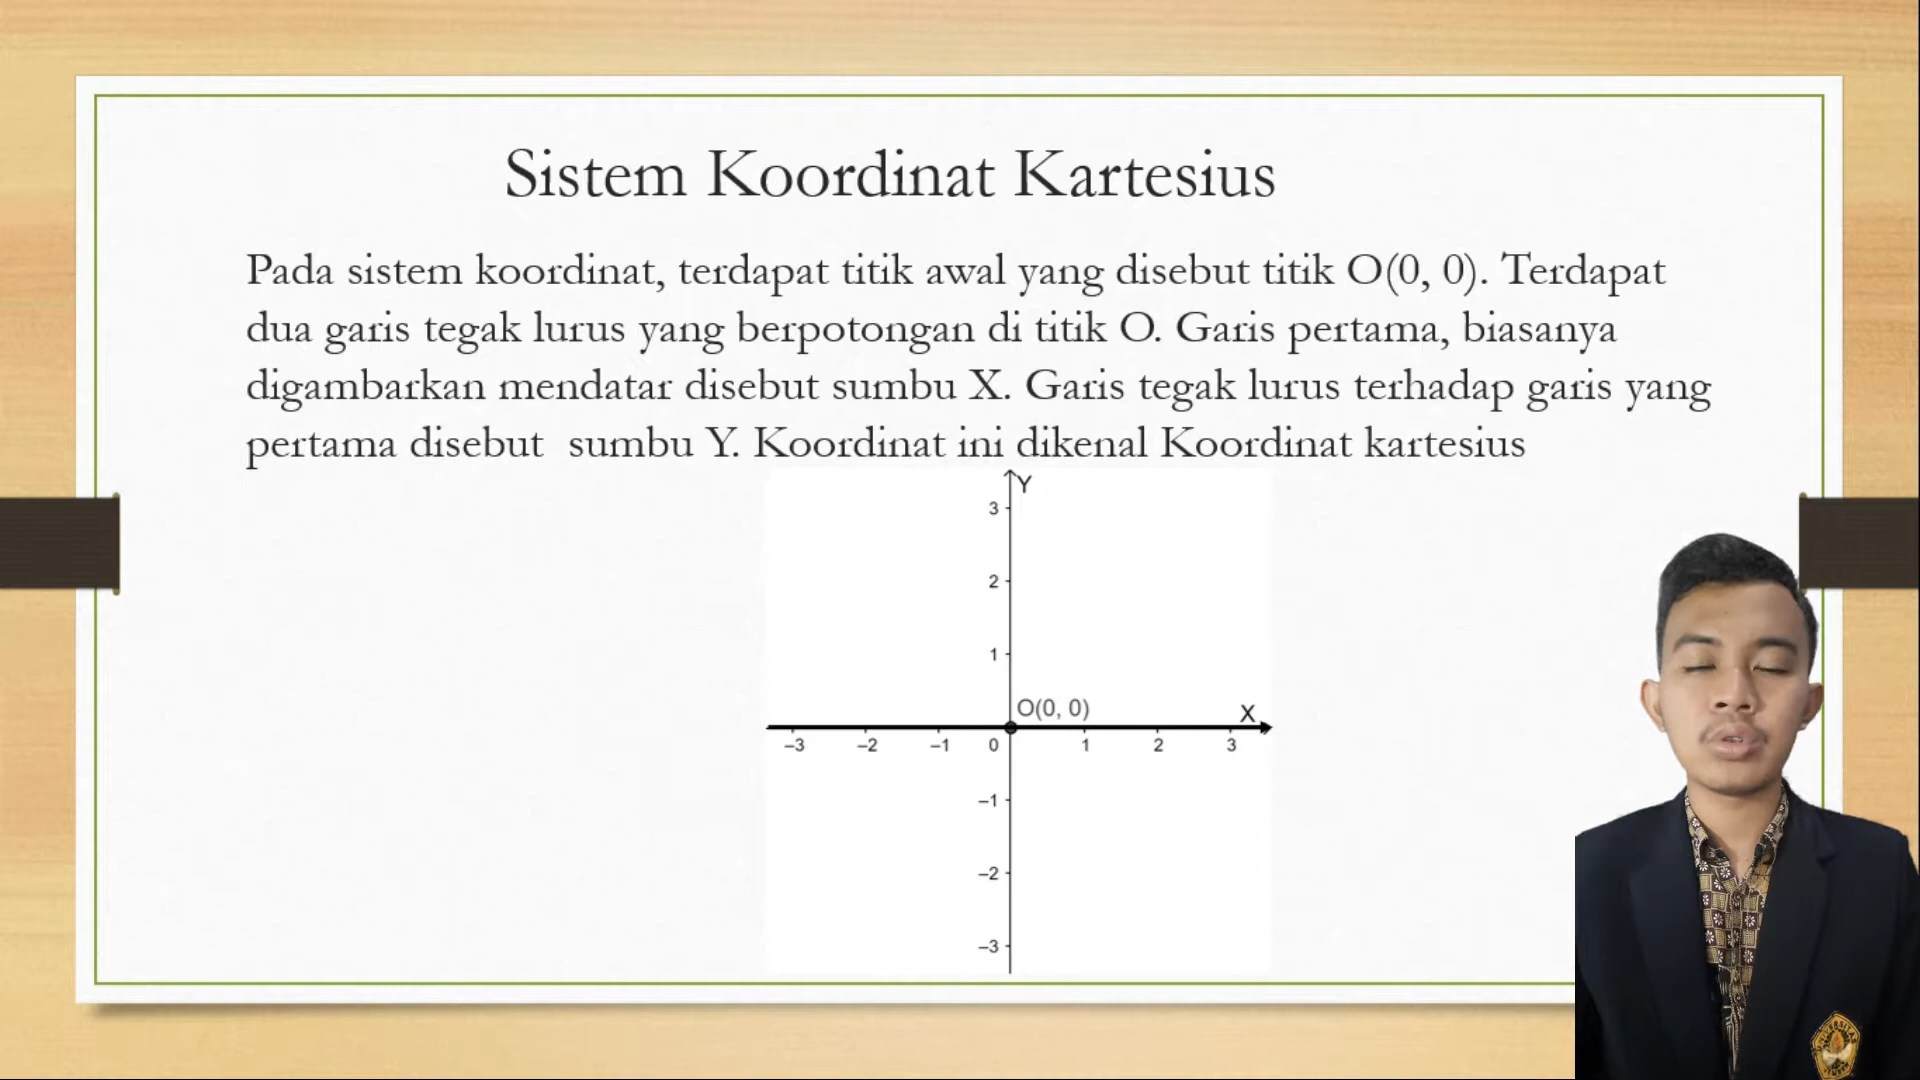 Sistem Koordinat Kartesius
Pada sistem koordinat, terdapat titik awal yang disebut titik O(0, 0). Terdapat
dua garis tegak lurus yang berpotongan di titik O. Garis pertama, biasanya
digambarkan mendatar disebut sumbu X. Garis tegak lurus terhadap garis yang
pertama disebut  sumbu Y. Koordinat ini dikenal Koordinat kartesius
Y
3
2
1
O(0, 0)
X
–3 –2 –1 0 1 2 3
–1
–2
–3
UNIVERSITAS